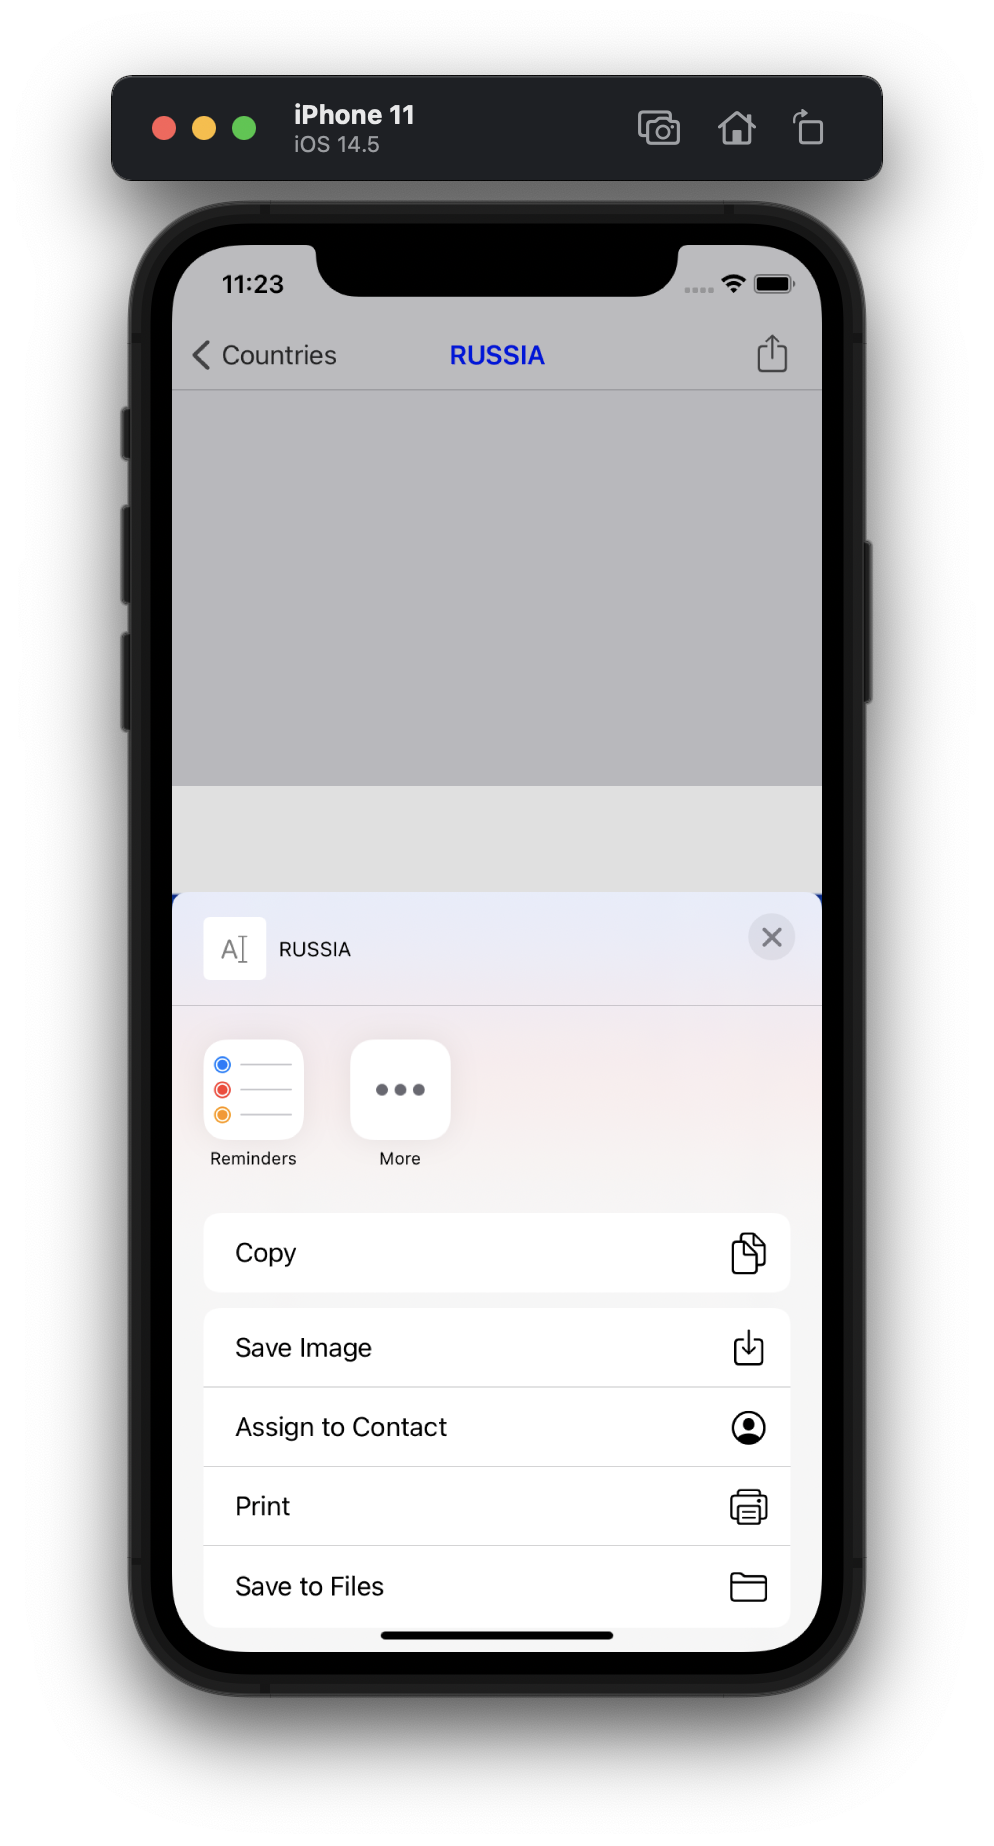 iPhone 11
iOS 14.5
11:23
Countries
RUSSIA
A
RUSSIA
Reminders
More
Copy
Save Image
Assign to Contact
Print
Save to Files